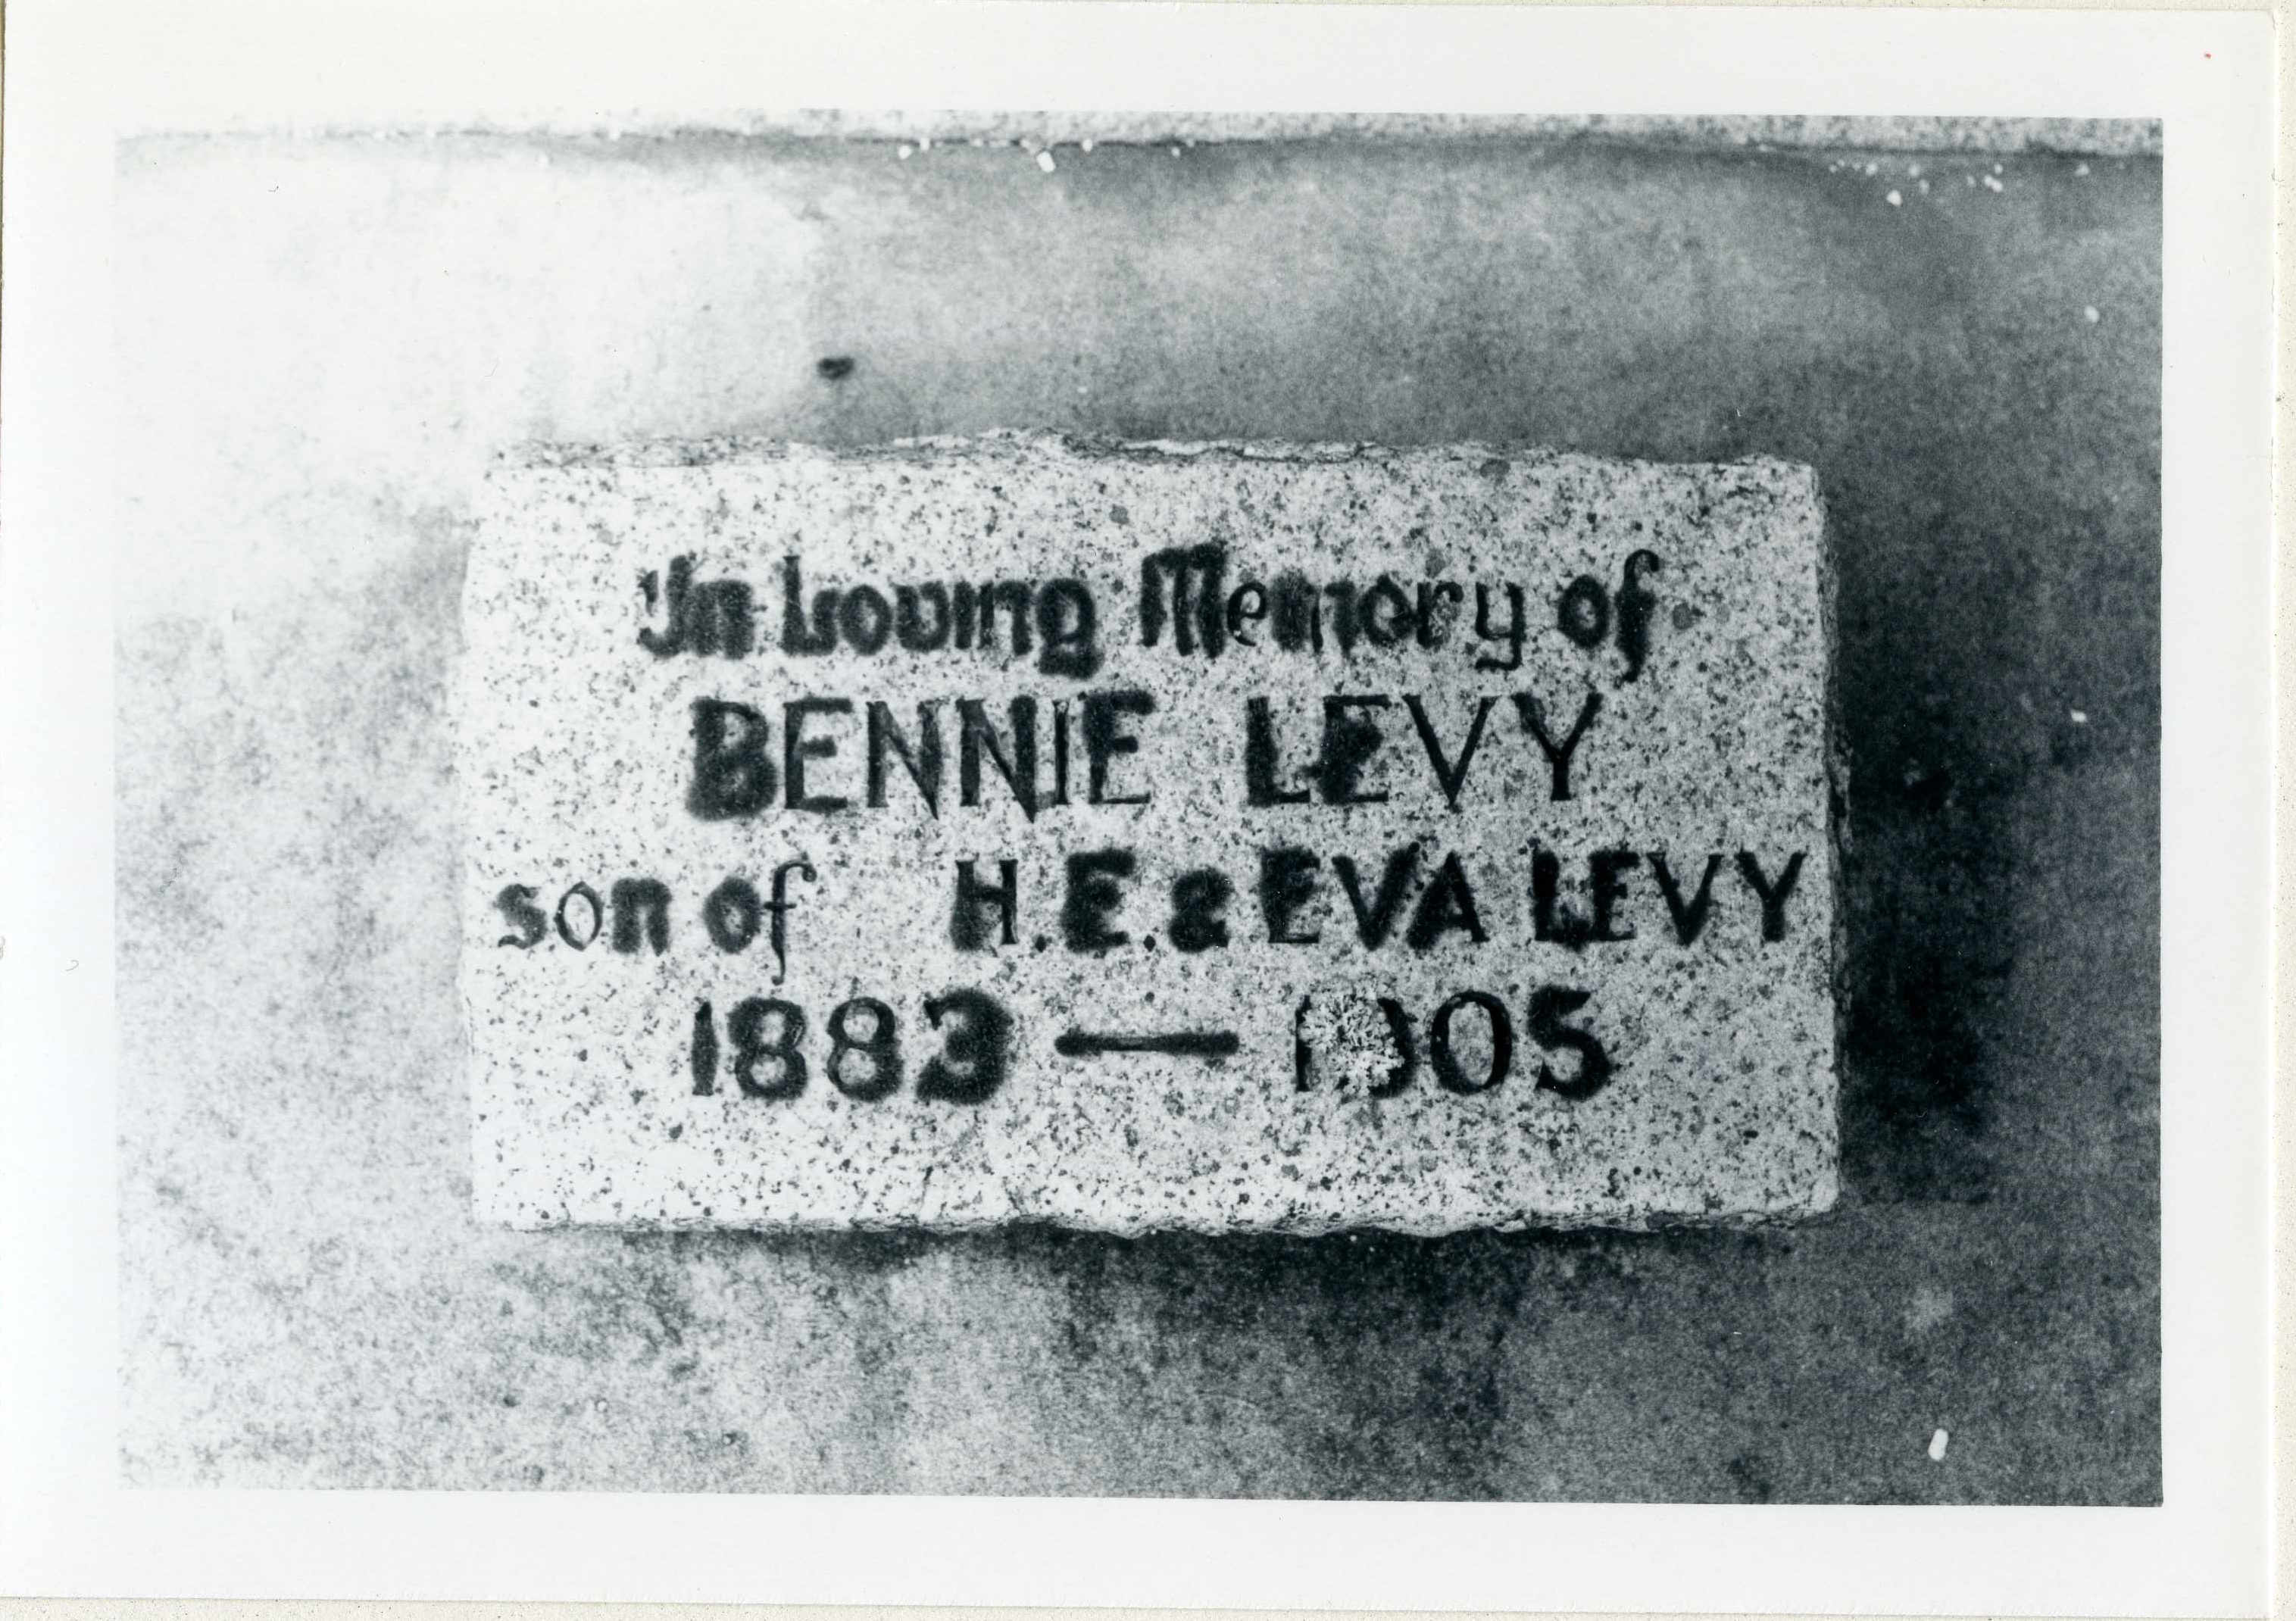 In Loving Memory of
BENNIE LEVY
son of H.E. & EVA LEVY
1883 — 1905